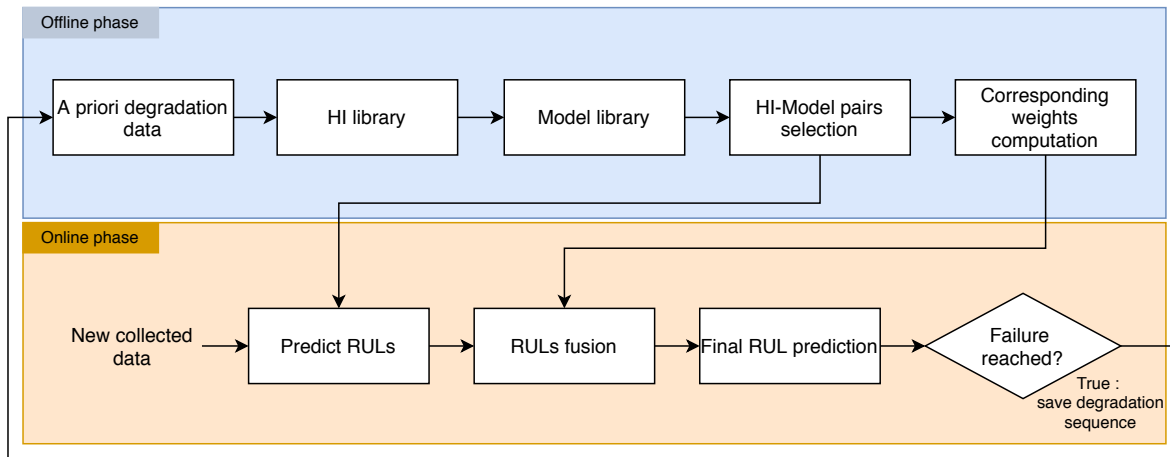 Offline phase
A priori degradation
data
HI library
Model library
HI-Model pairs
selection
Corresponding
weights
computation
Online phase
New collected
data
Predict RULs
RULs fusion
Final RUL prediction
Failure
reached?
True :
save degradation
sequence